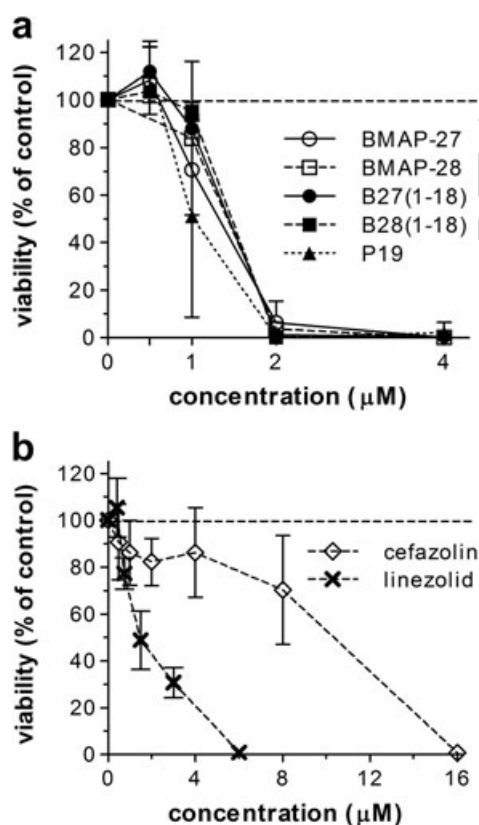 a
viability (% of control)
120
100
80
60
40
20
0
BMAP-27
BMAP-28
B27(1-18)
B28(1-18)
P19
0 1 2 4
concentration (μM)
b
viability (% of control)
120
100
80
60
40
20
0
cefazolin
linezolid
0 4 8 12 16
concentration (μM)